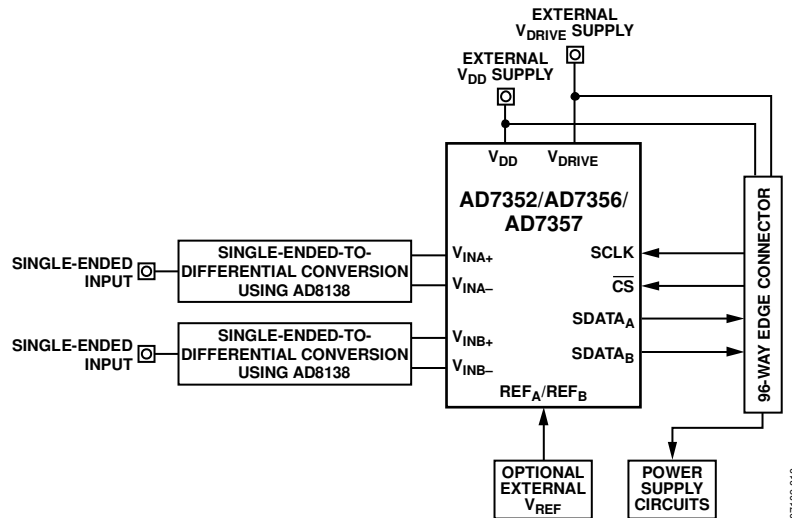 EXTERNAL
VDRIVE SUPPLY
EXTERNAL
VDD SUPPLY
VDD VDRIVE
AD7352/AD7356/
AD7357
SINGLE-ENDED
INPUT
SINGLE-ENDED-TO-
DIFFERENTIAL CONVERSION
USING AD8138
VINA+
VINA–
SINGLE-ENDED
INPUT
SINGLE-ENDED-TO-
DIFFERENTIAL CONVERSION
USING AD8138
VINB+
VINB–
SCLK
CS
SDATAA
SDATAB
REFA/REFB
96-WAY EDGE CONNECTOR
OPTIONAL
EXTERNAL
VREF
POWER
SUPPLY
CIRCUITS